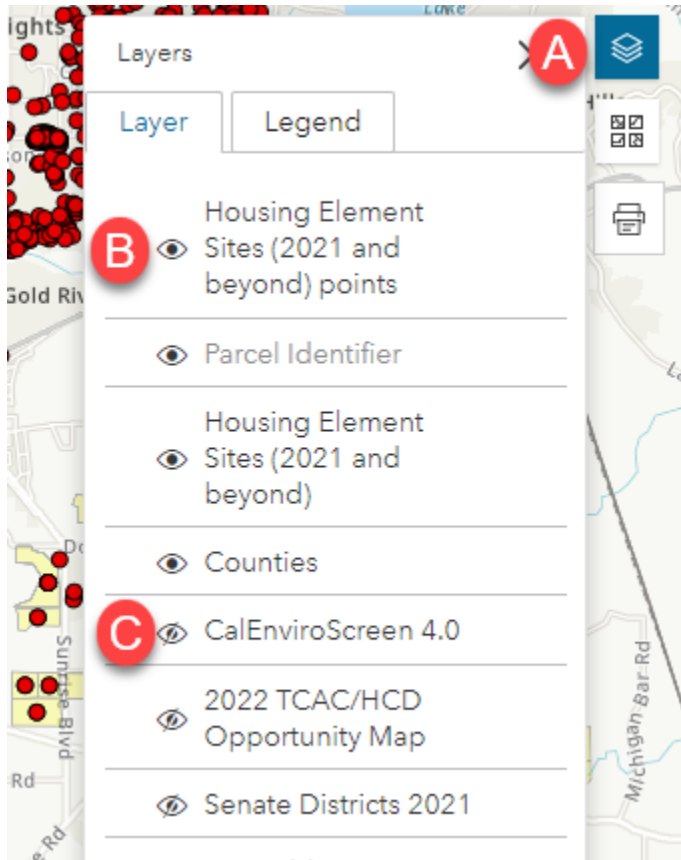 Lake
ights
Layers
A
Layer
Legend
Housing Element
Sites (2021 and
beyond) points
B
Gold Riv
Parcel Identifier
Housing Element
Sites (2021 and
beyond)
Counties
C
CalEnviroScreen 4.0
2022 TCAC/HCD
Opportunity Map
Senate Districts 2021
Sunrise Blvd
Michigan Bar Rd
Rd
Rd